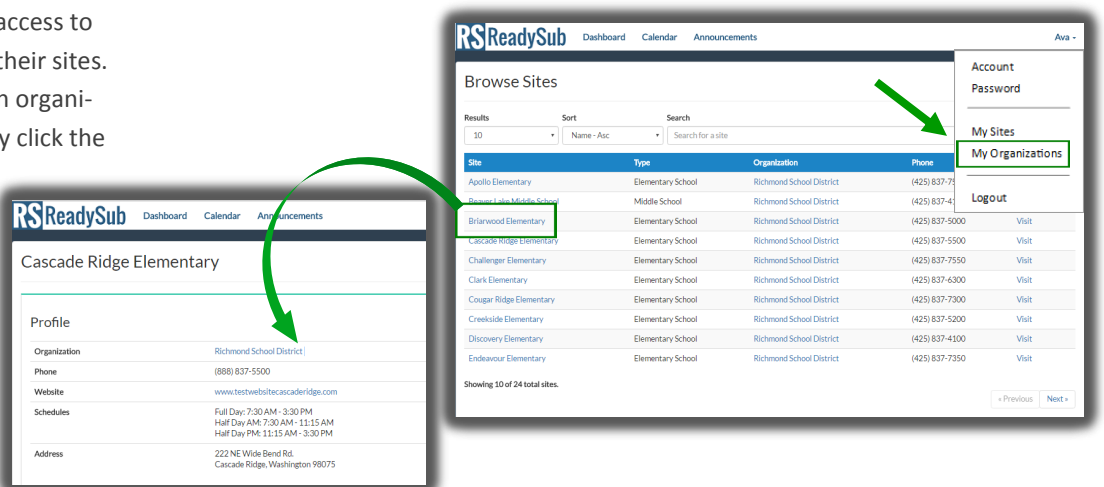 access to
their sites.
n organi-
y click the
RS ReadySub Dashboard Calendar Announcements Ava
Account
Password
My Sites
My Organizations
Logout
Browse Sites
Results Sort Search
10 Name - Asc Search for a site
Site Type Organization Phone
Apollo Elementary Elementary School Richmond School District (425) 837-75
Beaver Lake Middle School Middle School Richmond School District (425) 837-41
Briarwood Elementary Elementary School Richmond School District (425) 837-5000 Visit
Cascade Ridge Elementary Elementary School Richmond School District (425) 837-5500 Visit
Challenger Elementary Elementary School Richmond School District (425) 837-7550 Visit
Clark Elementary Elementary School Richmond School District (425) 837-6300 Visit
Cougar Ridge Elementary Elementary School Richmond School District (425) 837-7300 Visit
Creekside Elementary Elementary School Richmond School District (425) 837-5200 Visit
Discovery Elementary Elementary School Richmond School District (425) 837-4100 Visit
Endeavour Elementary Elementary School Richmond School District (425) 837-7350 Visit
Showing 10 of 24 total sites.
« Previous Next »
RS ReadySub Dashboard Calendar Announcements
Cascade Ridge Elementary
Profile
Organization Richmond School District
Phone (888) 837-5500
Website www.testwebsitecascaderidge.com
Schedules Full Day: 7:30 AM - 3:30 PM
Half Day AM: 7:30 AM - 11:15 AM
Half Day PM: 11:15 AM - 3:30 PM
Address 222 NE Wide Bend Rd.
Cascade Ridge, Washington 98075